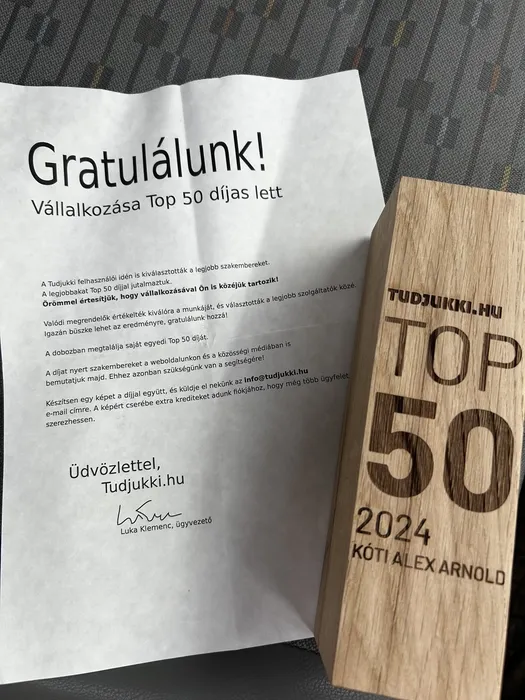 Gratulálunk!
Vállalkozása Top 50 díjas lett
A Tudjukki felhasználói idén is kiválasztották a legjobb szakembereket.
A legjobbakat Top 50 díjjal jutalmaztuk.
Örömmel értesítjük, hogy vállalkozásával Ön is közéjük tartozik!
Valódi megrendelők értékelték kiválóra a munkáját, és választották a legjobb szolgáltatók közé.
Igazán büszke lehet az eredményre, gratulálunk hozzá!
A dobozban megtalálja saját egyedi Top 50 díját.
A díjat nyert szakembereket a weboldalunkon és a közösségi médiában is
bemutatjuk majd. Ehhez azonban szükségünk van a segítségére!
Készítsen egy képet a díjjal együtt, és küldje el nekünk az info@tudjukki.hu
e-mail címre. A képért cserébe extra krediteket adunk fiókjához, hogy még több ügyfelet
szerezhessen.
Üdvözlettel,
Tudjukki.hu
Luka Klemenc, ügyvezető
TUDJUKKI.HU
TOP
50
2024
KÓTI ALEX ARNOLD